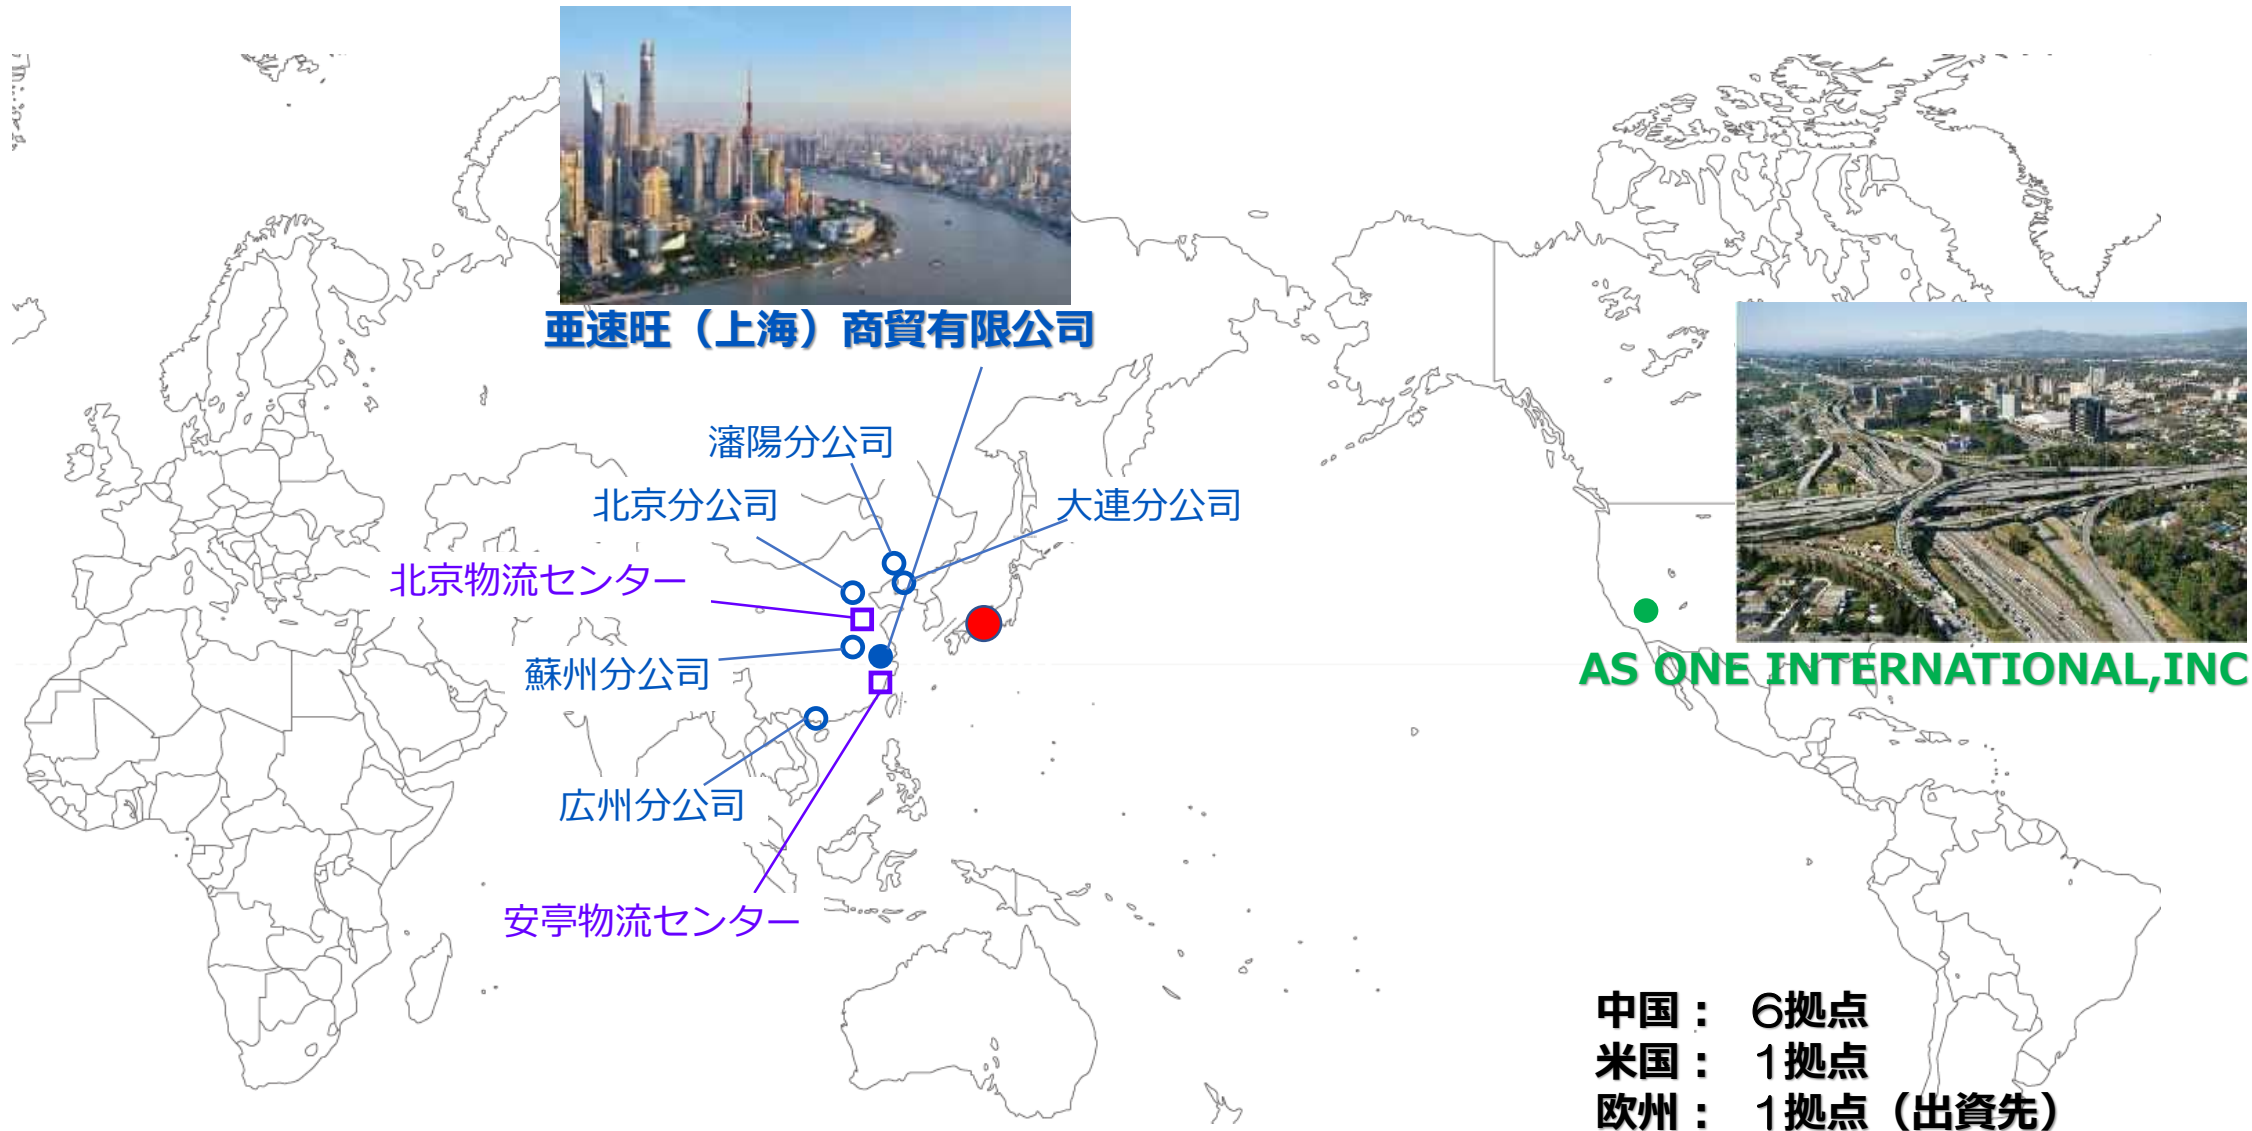 亜速旺（上海）商貿有限公司
瀋陽分公司
北京分公司
大連分公司
北京物流センター
蘇州分公司
広州分公司
安亭物流センター
AS ONE INTERNATIONAL,INC
中国： 6拠点
米国： 1拠点
欧州： 1拠点（出資先）